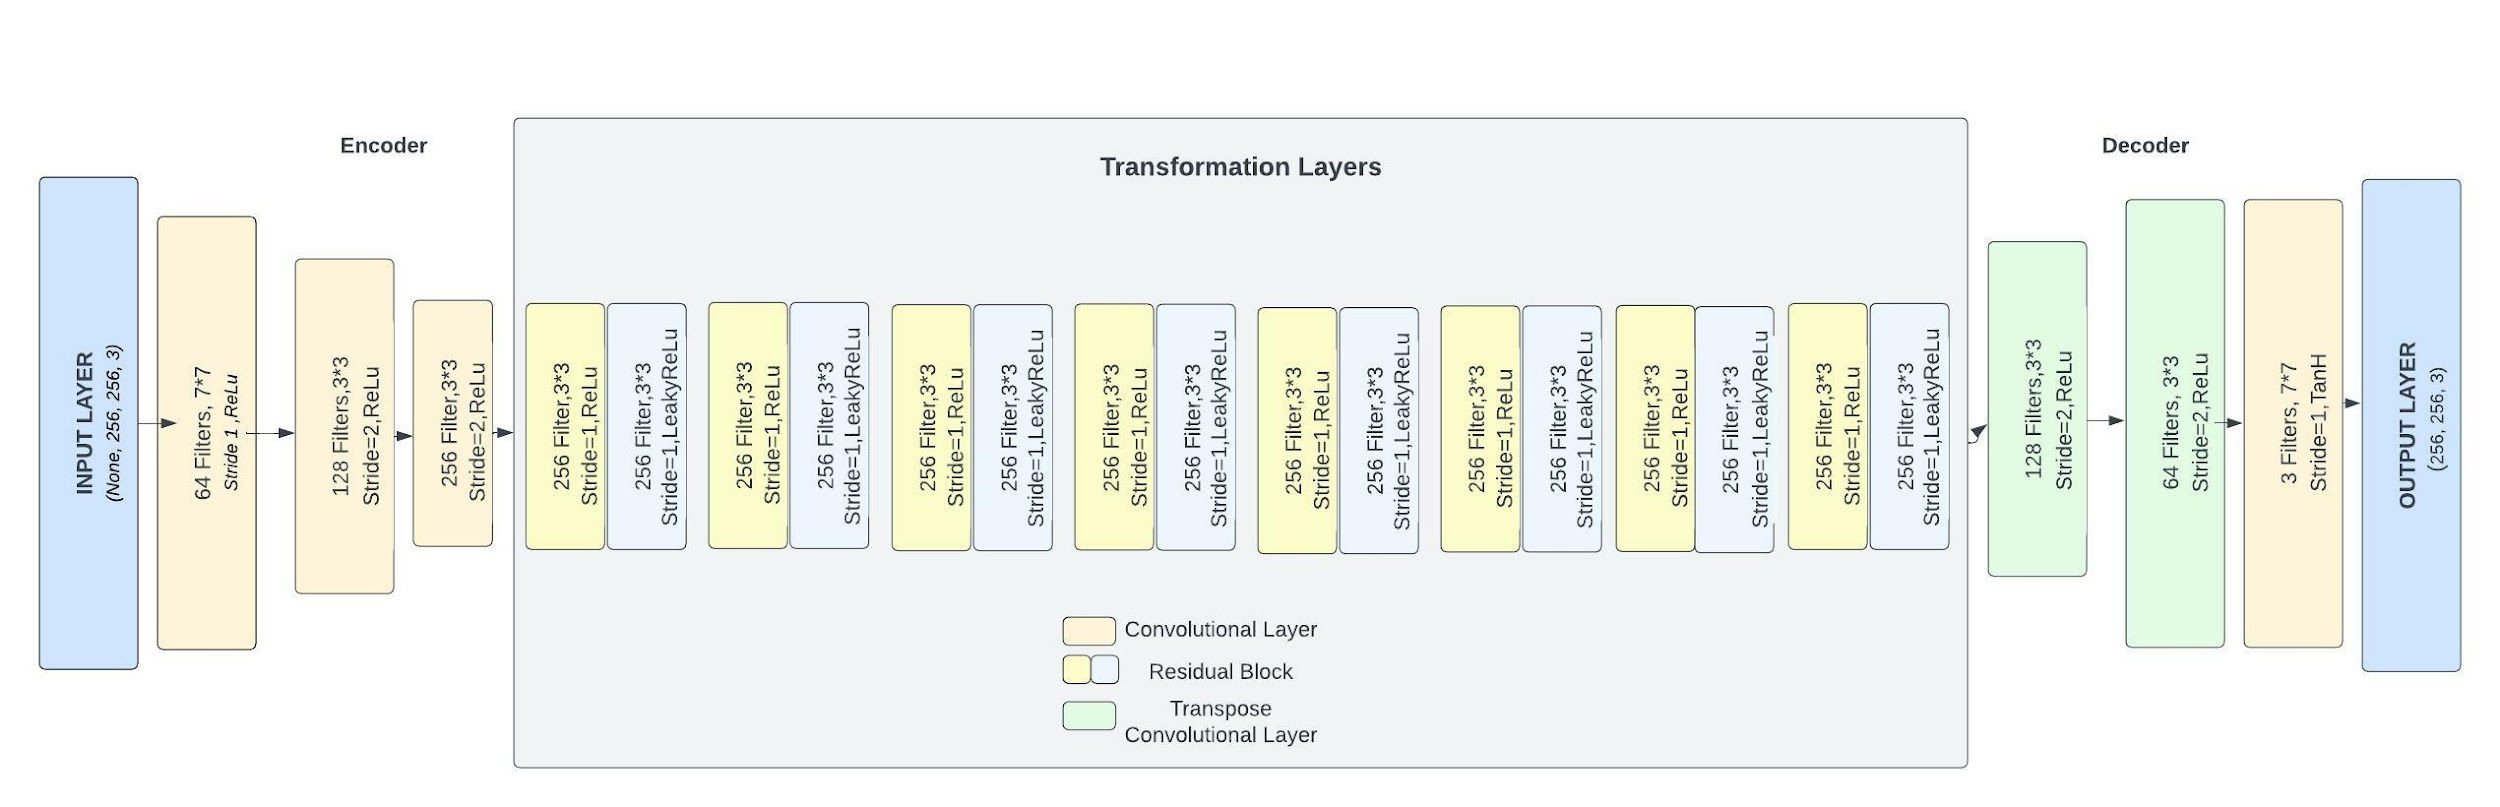 Encoder
Transformation Layers
Decoder
INPUT LAYER
(None, 256, 256, 3)
64 Filters, 7*7
Stride 1 ,ReLu
128 Filters,3*3
Stride=2,ReLu
256 Filter,3*3
Stride=2,ReLu
256 Filter,3*3
Stride=1,ReLu
256 Filter,3*3
Stride=1,LeakyReLu
256 Filter,3*3
Stride=1,ReLu
256 Filter,3*3
Stride=1,LeakyReLu
256 Filter,3*3
Stride=1,ReLu
256 Filter,3*3
Stride=1,LeakyReLu
256 Filter,3*3
Stride=1,ReLu
256 Filter,3*3
Stride=1,LeakyReLu
256 Filter,3*3
Stride=1,ReLu
256 Filter,3*3
Stride=1,LeakyReLu
256 Filter,3*3
Stride=1,ReLu
256 Filter,3*3
Stride=1,LeakyReLu
256 Filter,3*3
Stride=1,ReLu
256 Filter,3*3
Stride=1,LeakyReLu
256 Filter,3*3
Stride=1,ReLu
256 Filter,3*3
Stride=1,LeakyReLu
128 Filters,3*3
Stride=2,ReLu
64 Filters, 3*3
Stride=2,ReLu
3 Filters, 7*7
Stride=1,TanH
OUTPUT LAYER
(256, 256, 3)
Convolutional Layer
Residual Block
Transpose
Convolutional Layer